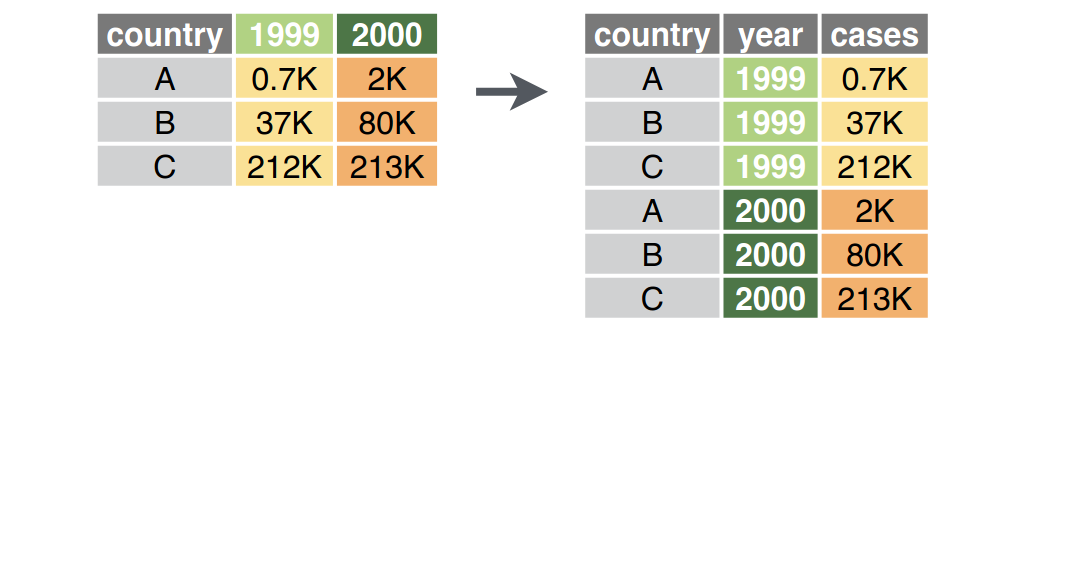 country 1999 2000
A 0.7K 2K
B 37K 80K
C 212K 213K
country year cases
A 1999 0.7K
B 1999 37K
C 1999 212K
A 2000 2K
B 2000 80K
C 2000 213K